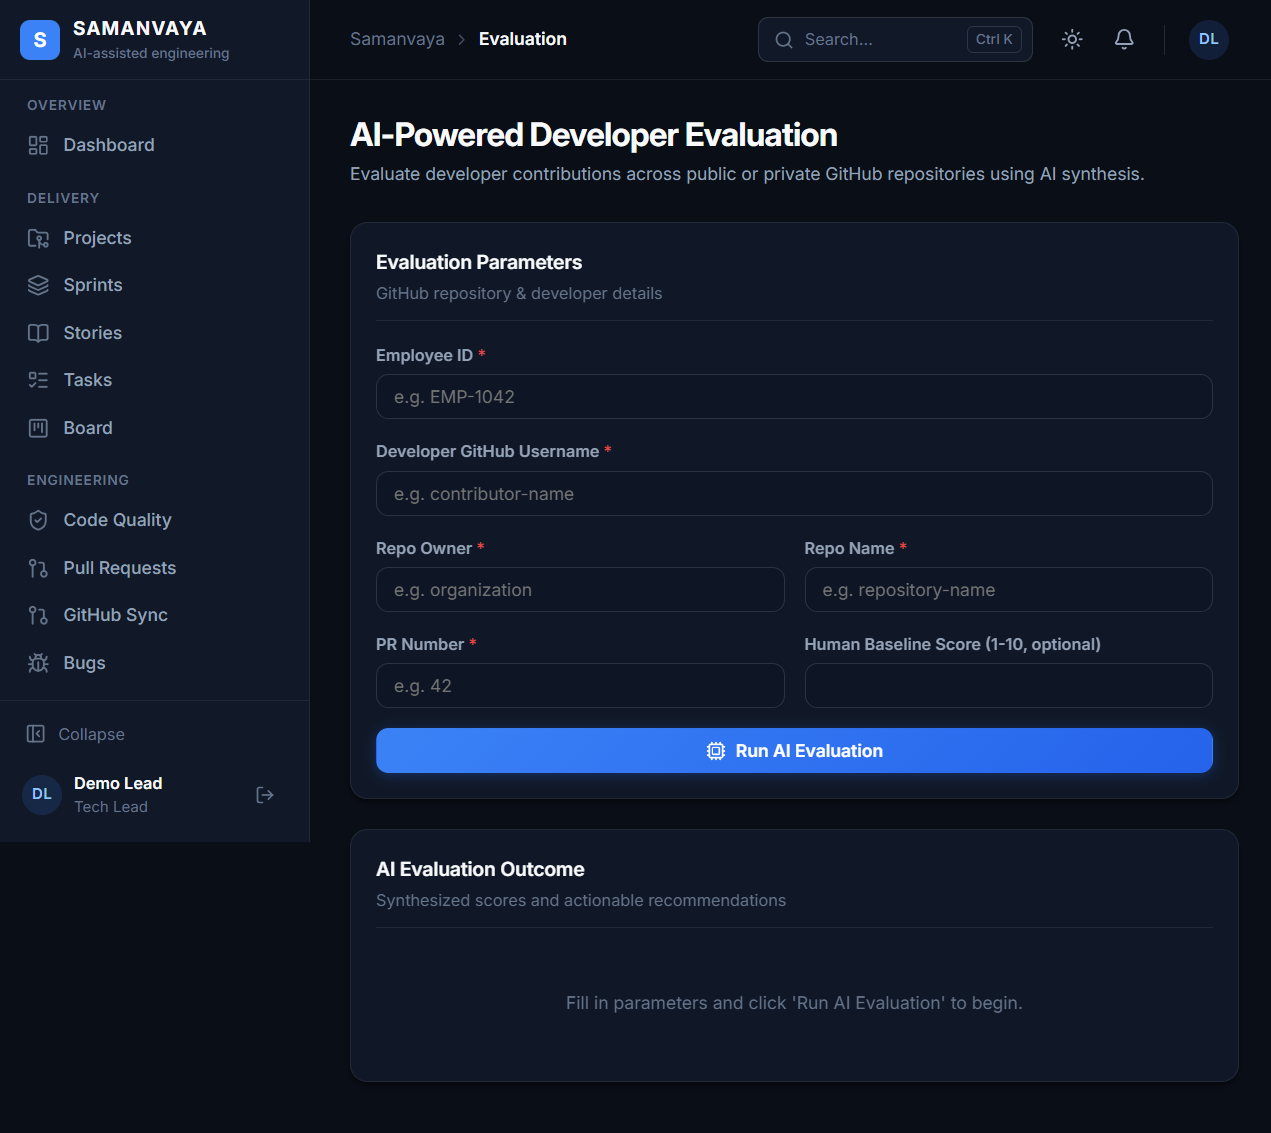 S
SAMANVAYA
AI-assisted engineering
OVERVIEW
Dashboard
DELIVERY
Projects
Sprints
Stories
Tasks
Board
ENGINEERING
Code Quality
Pull Requests
GitHub Sync
Bugs
Collapse
DL
Demo Lead
Tech Lead
Samanvaya > Evaluation
Search... Ctrl K
DL
AI-Powered Developer Evaluation
Evaluate developer contributions across public or private GitHub repositories using AI synthesis.
Evaluation Parameters
GitHub repository & developer details
Employee ID *
e.g. EMP-1042
Developer GitHub Username *
e.g. contributor-name
Repo Owner *
e.g. organization
Repo Name *
e.g. repository-name
PR Number *
e.g. 42
Human Baseline Score (1-10, optional)
Run AI Evaluation
AI Evaluation Outcome
Synthesized scores and actionable recommendations
Fill in parameters and click 'Run AI Evaluation' to begin.